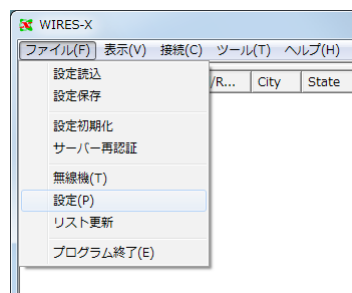 WIRES-X
ファイル(F) 表示(V) 接続(C) ツール(T) ヘルプ(H)
/R... City State
設定読込
設定保存
設定初期化
サーバー再認証
無線機(T)
設定(P)
リスト更新
プログラム終了(E)